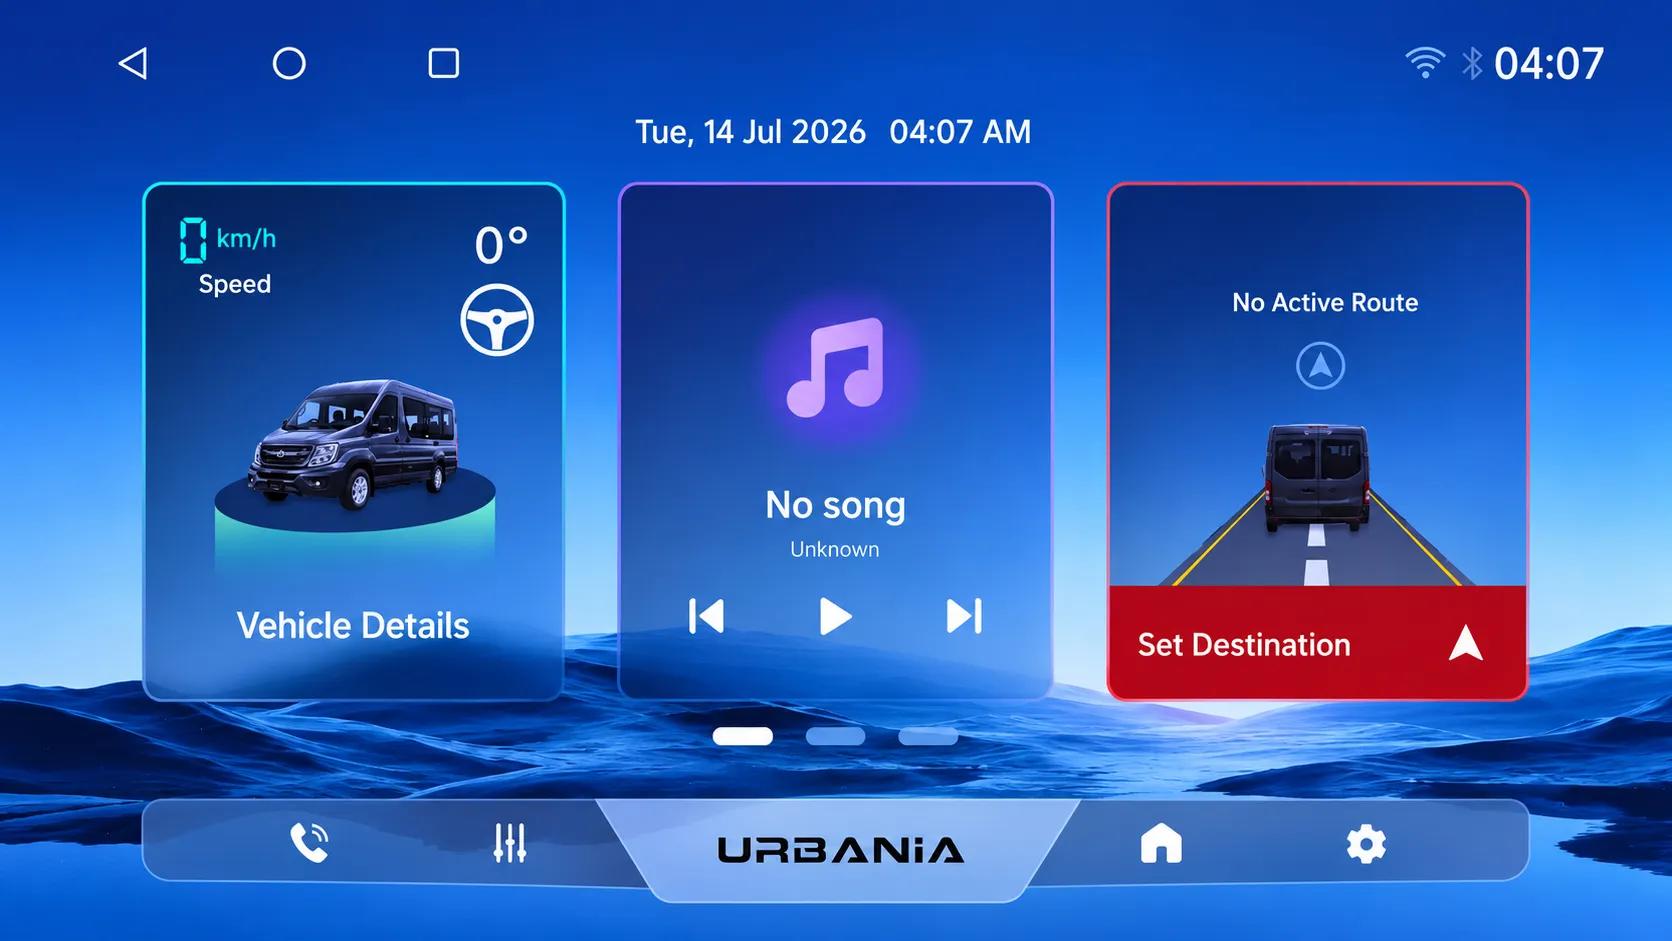 04:07
Tue, 14 Jul 2026 04:07 AM
0 km/h
Speed
0°
Vehicle Details
No song
Unknown
No Active Route
Set Destination
URBANiA